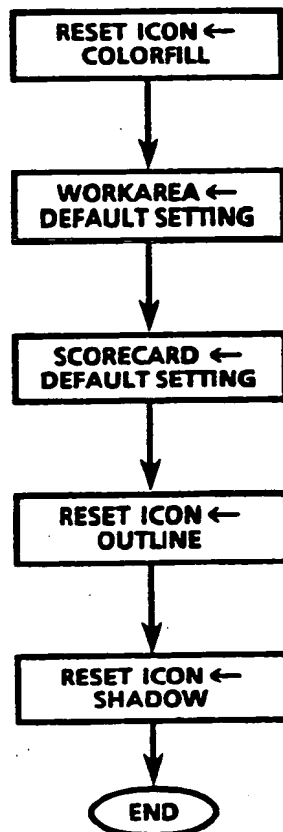 RESET ICON ←
COLORFILL
WORKAREA ←
DEFAULT SETTING
SCORECARD ←
DEFAULT SETTING
RESET ICON ←
OUTLINE
RESET ICON ←
SHADOW
END